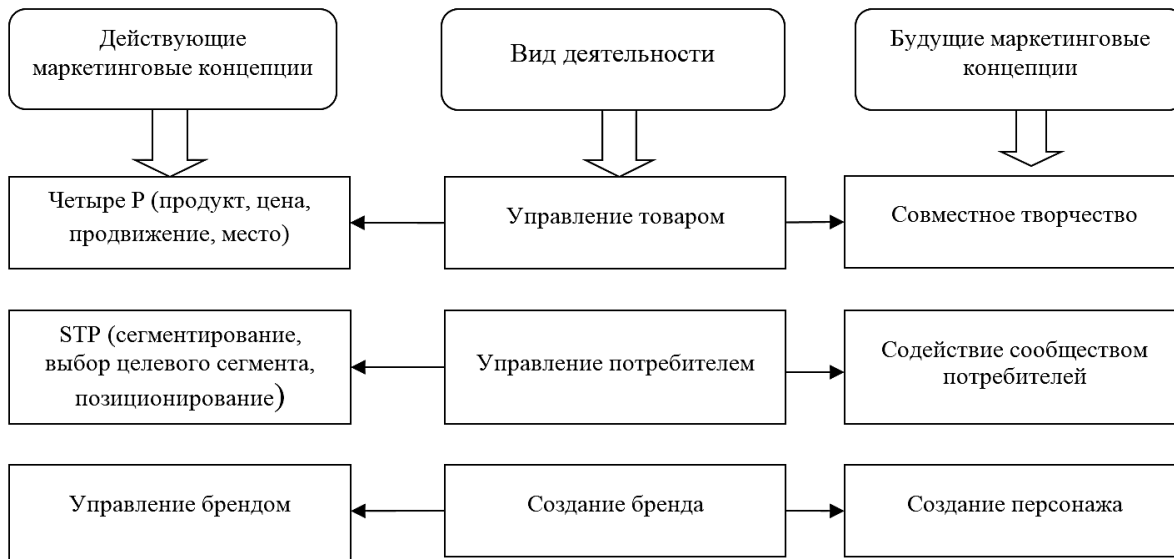 Действующие
маркетинговые концепции
Вид деятельности
Будущие маркетинговые
концепции
Четыре P (продукт, цена,
продвижение, место)
Управление товаром
Совместное творчество
STP (сегментирование,
выбор целевого сегмента,
позиционирование)
Управление потребителем
Содействие сообществом
потребителей
Управление брендом
Создание бренда
Создание персонажа